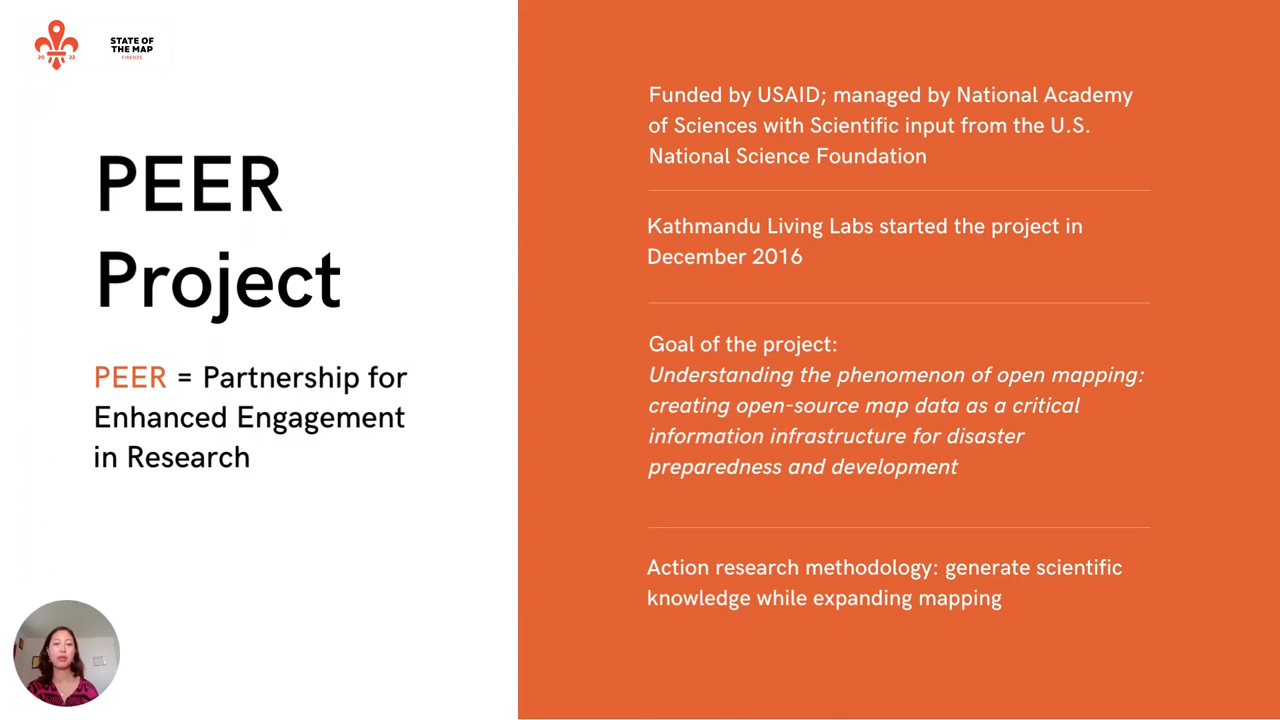 20 22
STATE OF
THE MAP
FIRENZE
PEER
Project
PEER = Partnership for
Enhanced Engagement
in Research
Funded by USAID; managed by National Academy
of Sciences with Scientific input from the U.S.
National Science Foundation
Kathmandu Living Labs started the project in
December 2016
Goal of the project:
Understanding the phenomenon of open mapping:
creating open-source map data as a critical
information infrastructure for disaster
preparedness and development
Action research methodology: generate scientific
knowledge while expanding mapping